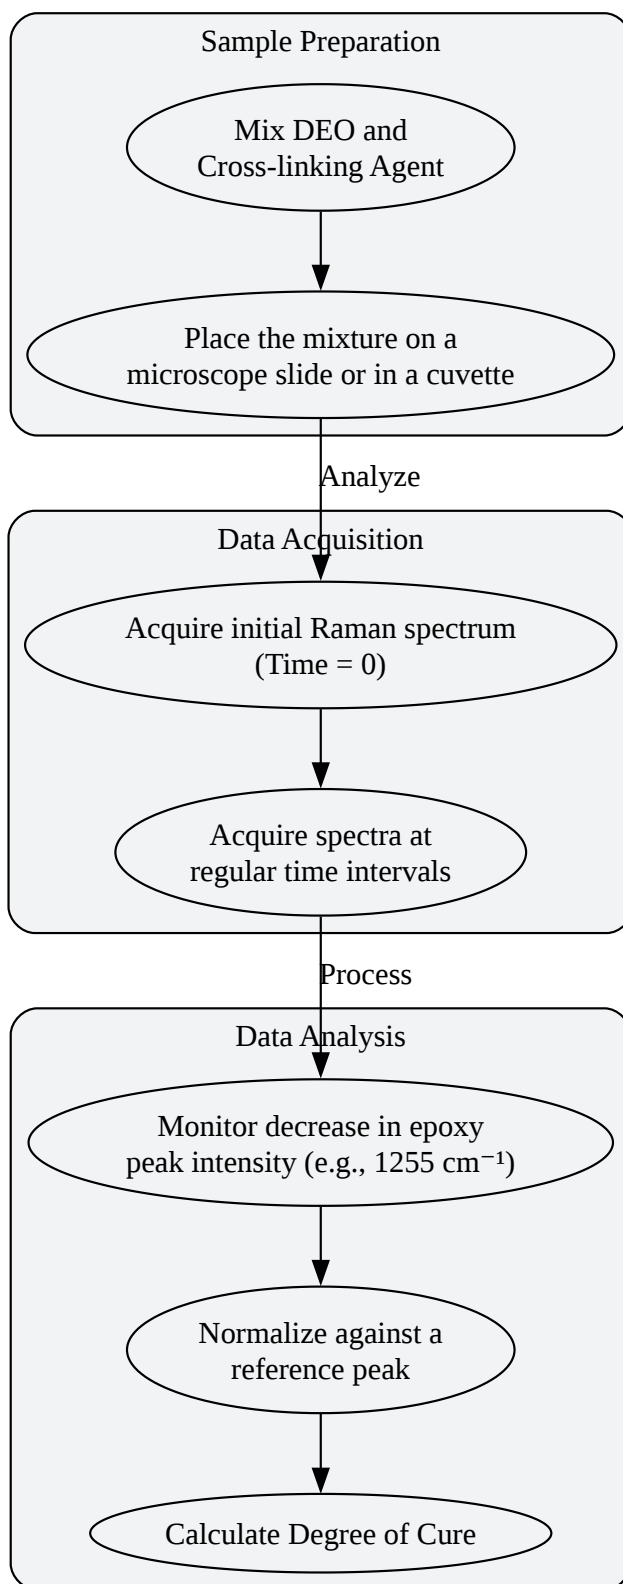 Sample Preparation
Mix DEO and
Cross-linking Agent
Place the mixture on a
microscope slide or in a cuvette
Analyze
Data Acquisition
Acquire initial Raman spectrum
(Time = 0)
Acquire spectra at
regular time intervals
Process
Data Analysis
Monitor decrease in epoxy
peak intensity (e.g., 1255 cm⁻¹)
Normalize against a
reference peak
Calculate Degree of Cure